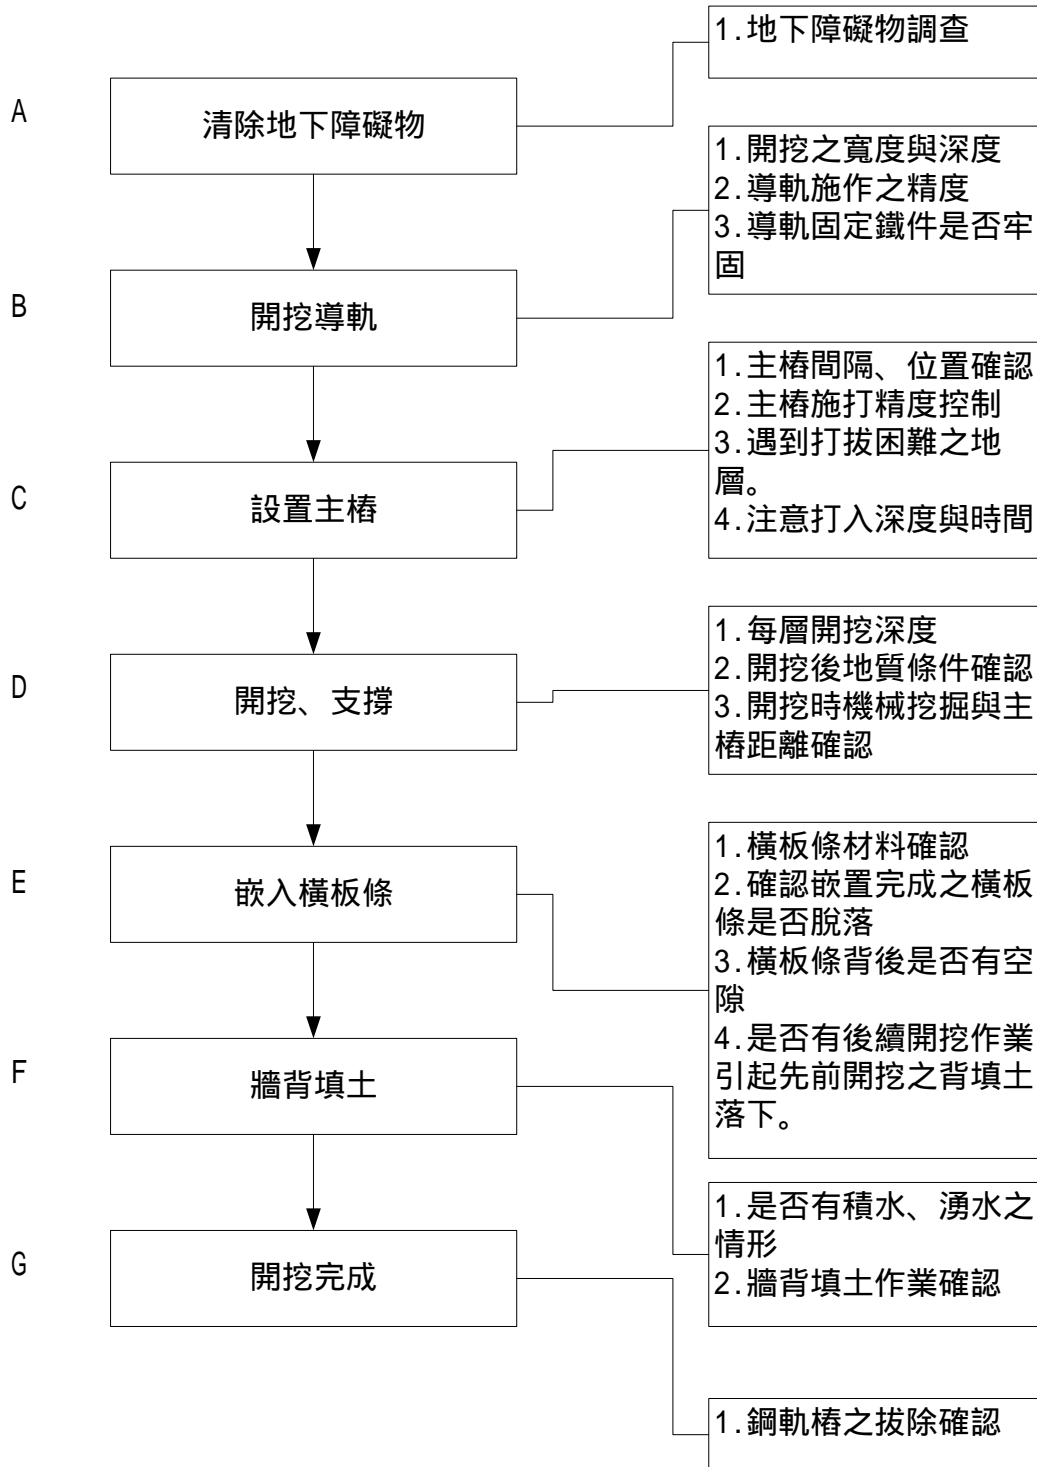 1.地下障礙物調查
A
清除地下障礙物
1.開挖之寬度與深度
2.導軌施作之精度
3.導軌固定鐵件是否牢
固
B
開挖導軌
1.主樁間隔、位置確認
2.主樁施打精度控制
3.遇到打拔困難之地
層。
4.注意打入深度與時間
C
設置主樁
1.每層開挖深度
2.開挖後地質條件確認
3.開挖時機械挖掘與主
樁距離確認
D
開挖、支撐
1.橫板條材料確認
2.確認嵌置完成之橫板
條是否脫落
3.橫板條背後是否有空
隙
4.是否有後續開挖作業
引起先前開挖之背填土
落下。
E
嵌入橫板條
F
牆背填土
1.是否有積水、湧水之
情形
2.牆背填土作業確認
G
開挖完成
1.鋼軌樁之拔除確認